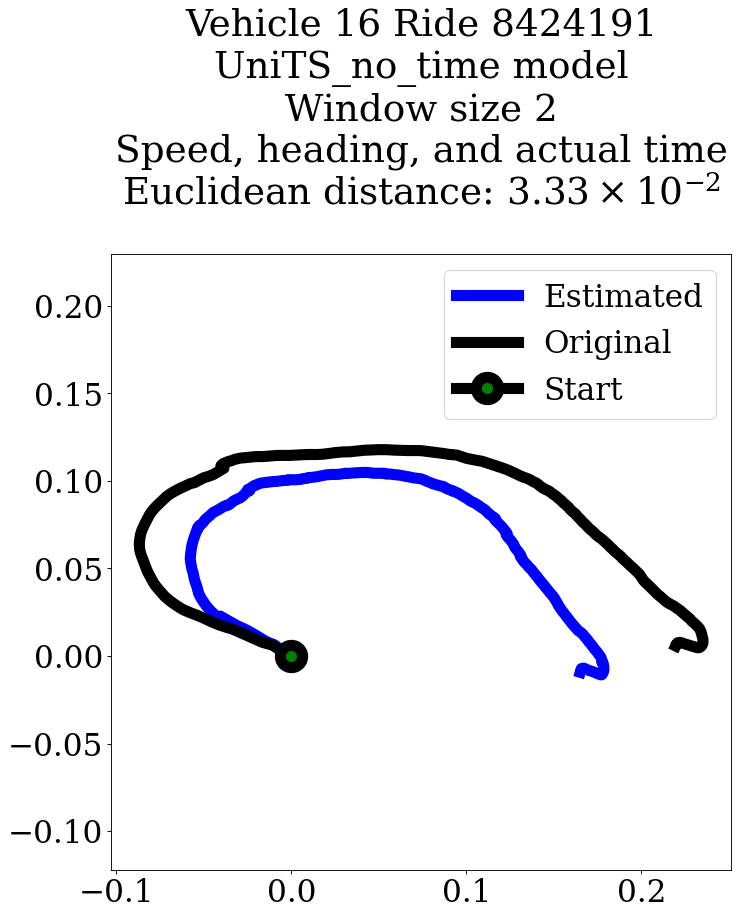 Vehicle 16 Ride 8424191
UniTS_no_time model
Window size 2
Speed, heading, and actual time
Euclidean distance: 3.33 × 10⁻²
Estimated
Original
Start
0.20
0.15
0.10
0.05
0.00
−0.05
−0.10
−0.1 0.0 0.1 0.2